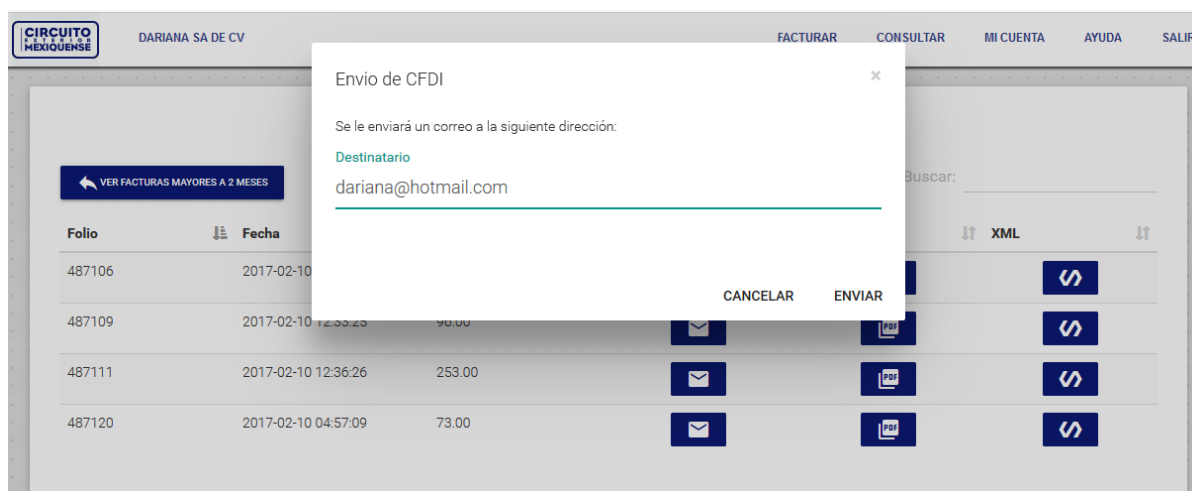 CIRCUITO
EXTERIOR
MEXIQUENSE
DARIANA SA DE CV
FACTURAR CONSULTAR MI CUENTA AYUDA SALIR
Envio de CFDI ×
Se le enviará un correo a la siguiente dirección:
Destinatario
dariana@hotmail.com
CANCELAR ENVIAR
VER FACTURAS MAYORES A 2 MESES
Buscar:
Folio Fecha XML
487106 2017-02-10
487109 2017-02-10 12:33:25 90.00 PDF
487111 2017-02-10 12:36:26 253.00 PDF
487120 2017-02-10 04:57:09 73.00 PDF